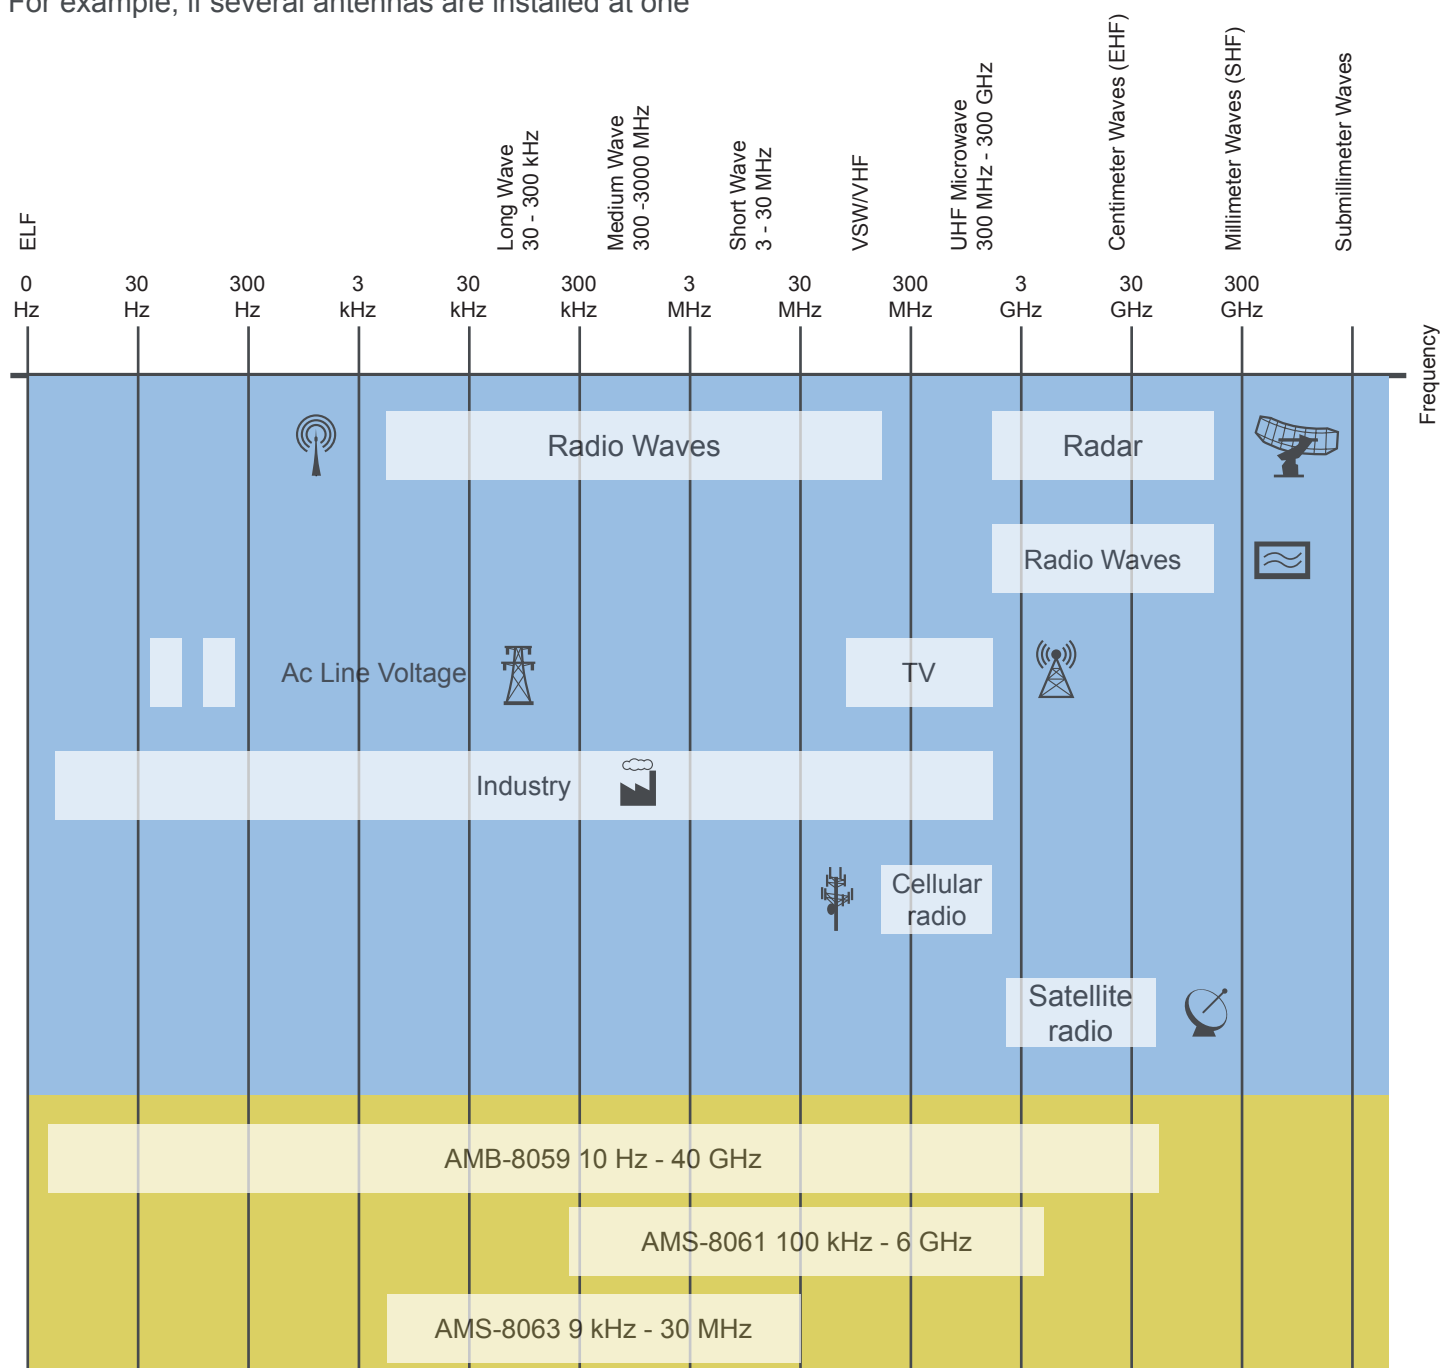 For example, if several antennas are installed at one
ELF
Long Wave
30 - 300 kHz
Medium Wave
300 -3000 MHz
Short Wave
3 - 30 MHz
VSW/VHF
UHF Microwave
300 MHz - 300 GHz
Centimeter Waves (EHF)
Millimeter Waves (SHF)
Submillimeter Waves
0
Hz
30
Hz
300
Hz
3
kHz
30
kHz
300
kHz
3
MHz
30
MHz
300
MHz
3
GHz
30
GHz
300
GHz
Frequency
Radio Waves
Radar
Radio Waves
Ac Line Voltage
TV
Industry
Cellular
radio
Satellite
radio
AMB-8059 10 Hz - 40 GHz
AMS-8061 100 kHz - 6 GHz
AMS-8063 9 kHz - 30 MHz